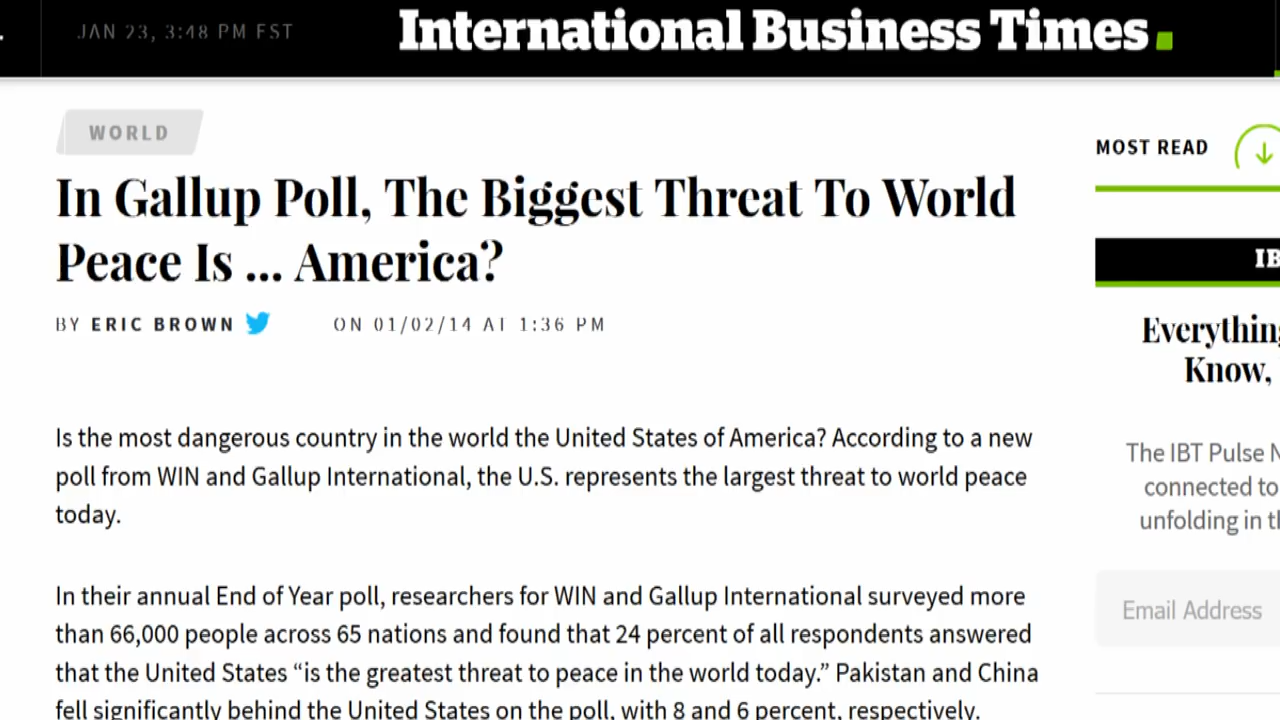 JAN 23, 3:48 PM EST
International Business Times
WORLD
MOST READ
In Gallup Poll, The Biggest Threat To World
Peace Is ... America?
BY ERIC BROWN ON 01/02/14 AT 1:36 PM
IB
Everything
Know,
Is the most dangerous country in the world the United States of America? According to a new
poll from WIN and Gallup International, the U.S. represents the largest threat to world peace
today.
The IBT Pulse N
connected to
unfolding in th
In their annual End of Year poll, researchers for WIN and Gallup International surveyed more
than 66,000 people across 65 nations and found that 24 percent of all respondents answered
that the United States “is the greatest threat to peace in the world today.” Pakistan and China
fell significantly behind the United States on the poll, with 8 and 6 percent, respectively.
Email Address